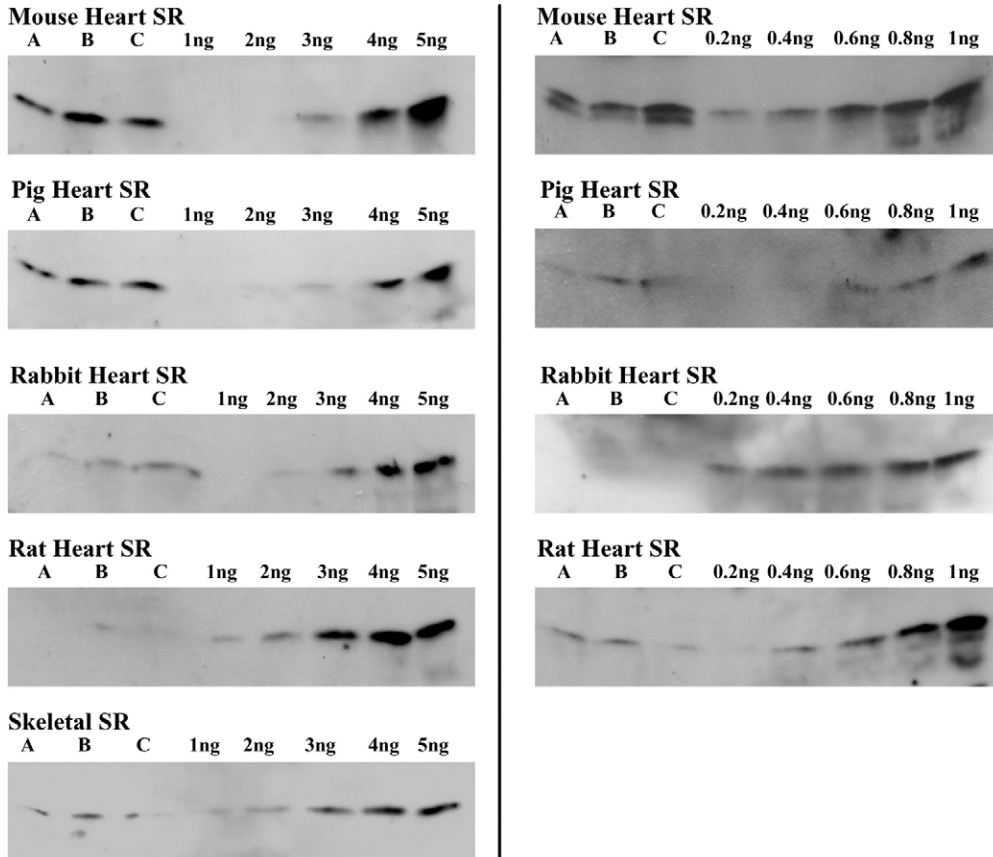 Mouse Heart SR
A B C 1ng 2ng 3ng 4ng 5ng
Pig Heart SR
A B C 1ng 2ng 3ng 4ng 5ng
Rabbit Heart SR
A B C 1ng 2ng 3ng 4ng 5ng
Rat Heart SR
A B C 1ng 2ng 3ng 4ng 5ng
Skeletal SR
A B C 1ng 2ng 3ng 4ng 5ng
Mouse Heart SR
A B C 0.2ng 0.4ng 0.6ng 0.8ng 1ng
Pig Heart SR
A B C 0.2ng 0.4ng 0.6ng 0.8ng 1ng
Rabbit Heart SR
A B C 0.2ng 0.4ng 0.6ng 0.8ng 1ng
Rat Heart SR
A B C 0.2ng 0.4ng 0.6ng 0.8ng 1ng